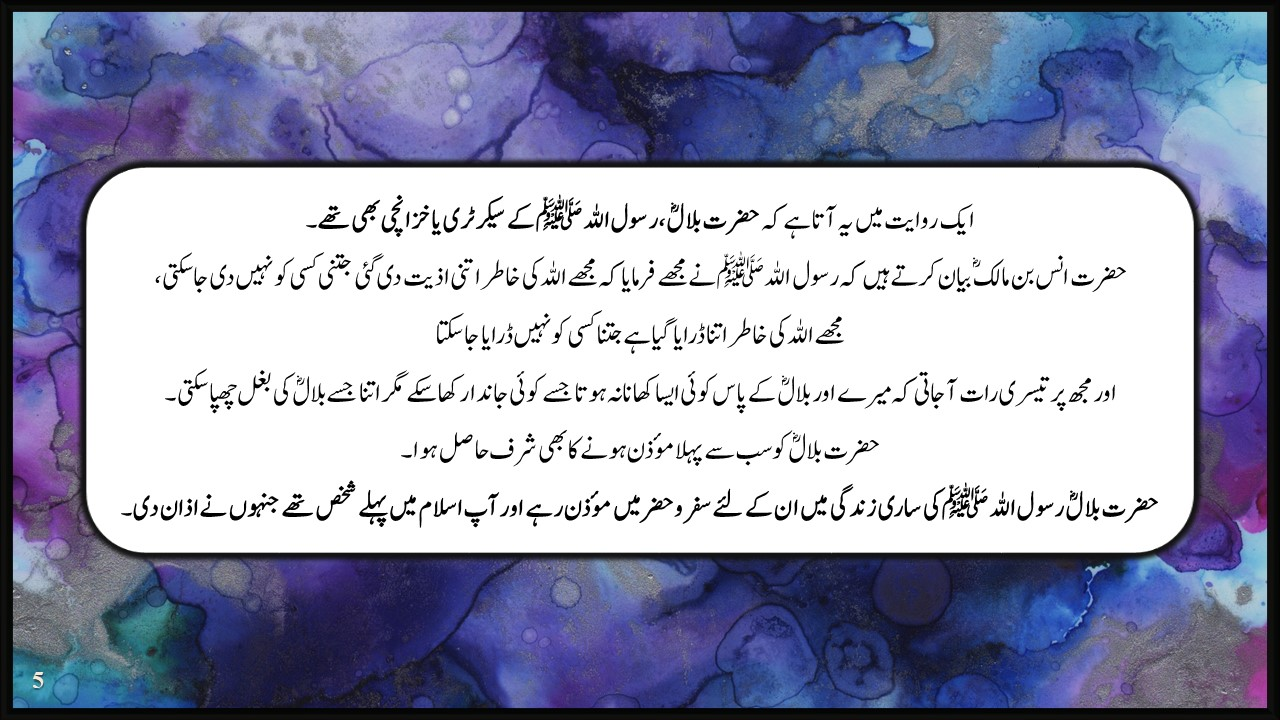 ایک روایت میں یہ آتا ہے کہ حضرت بلالؓ، رسول اللہ ﷺ کے سیکرٹری یا خزانچی بھی تھے۔
حضرت انس بن مالکؓ بیان کرتے ہیں کہ رسول اللہ ﷺ نے مجھے فرمایا کہ مجھے اللہ کی خاطر اتنی اذیت دی گئی جتنی کسی کو نہیں دی جاسکتی،
مجھے اللہ کی خاطر اتنا ڈرایا گیا ہے جتنا کسی کو نہیں ڈرایا جاسکتا
اور مجھ پر تیسری رات آ جاتی کہ میرے اور بلالؓ کے پاس کوئی ایسا کھانا نہ ہوتا جسے کوئی جاندار کھا سکے مگر اتنا جسے بلالؓ کی بغل چھپا سکتی۔
حضرت بلالؓ کو سب سے پہلا مؤذن ہونے کا بھی شرف حاصل ہوا۔
حضرت بلالؓ رسول اللہ ﷺ کی ساری زندگی میں ان کے لئے سفر و حضر میں مؤذن رہے اور آپ اسلام میں پہلے شخص تھے جنہوں نے اذان دی۔
5